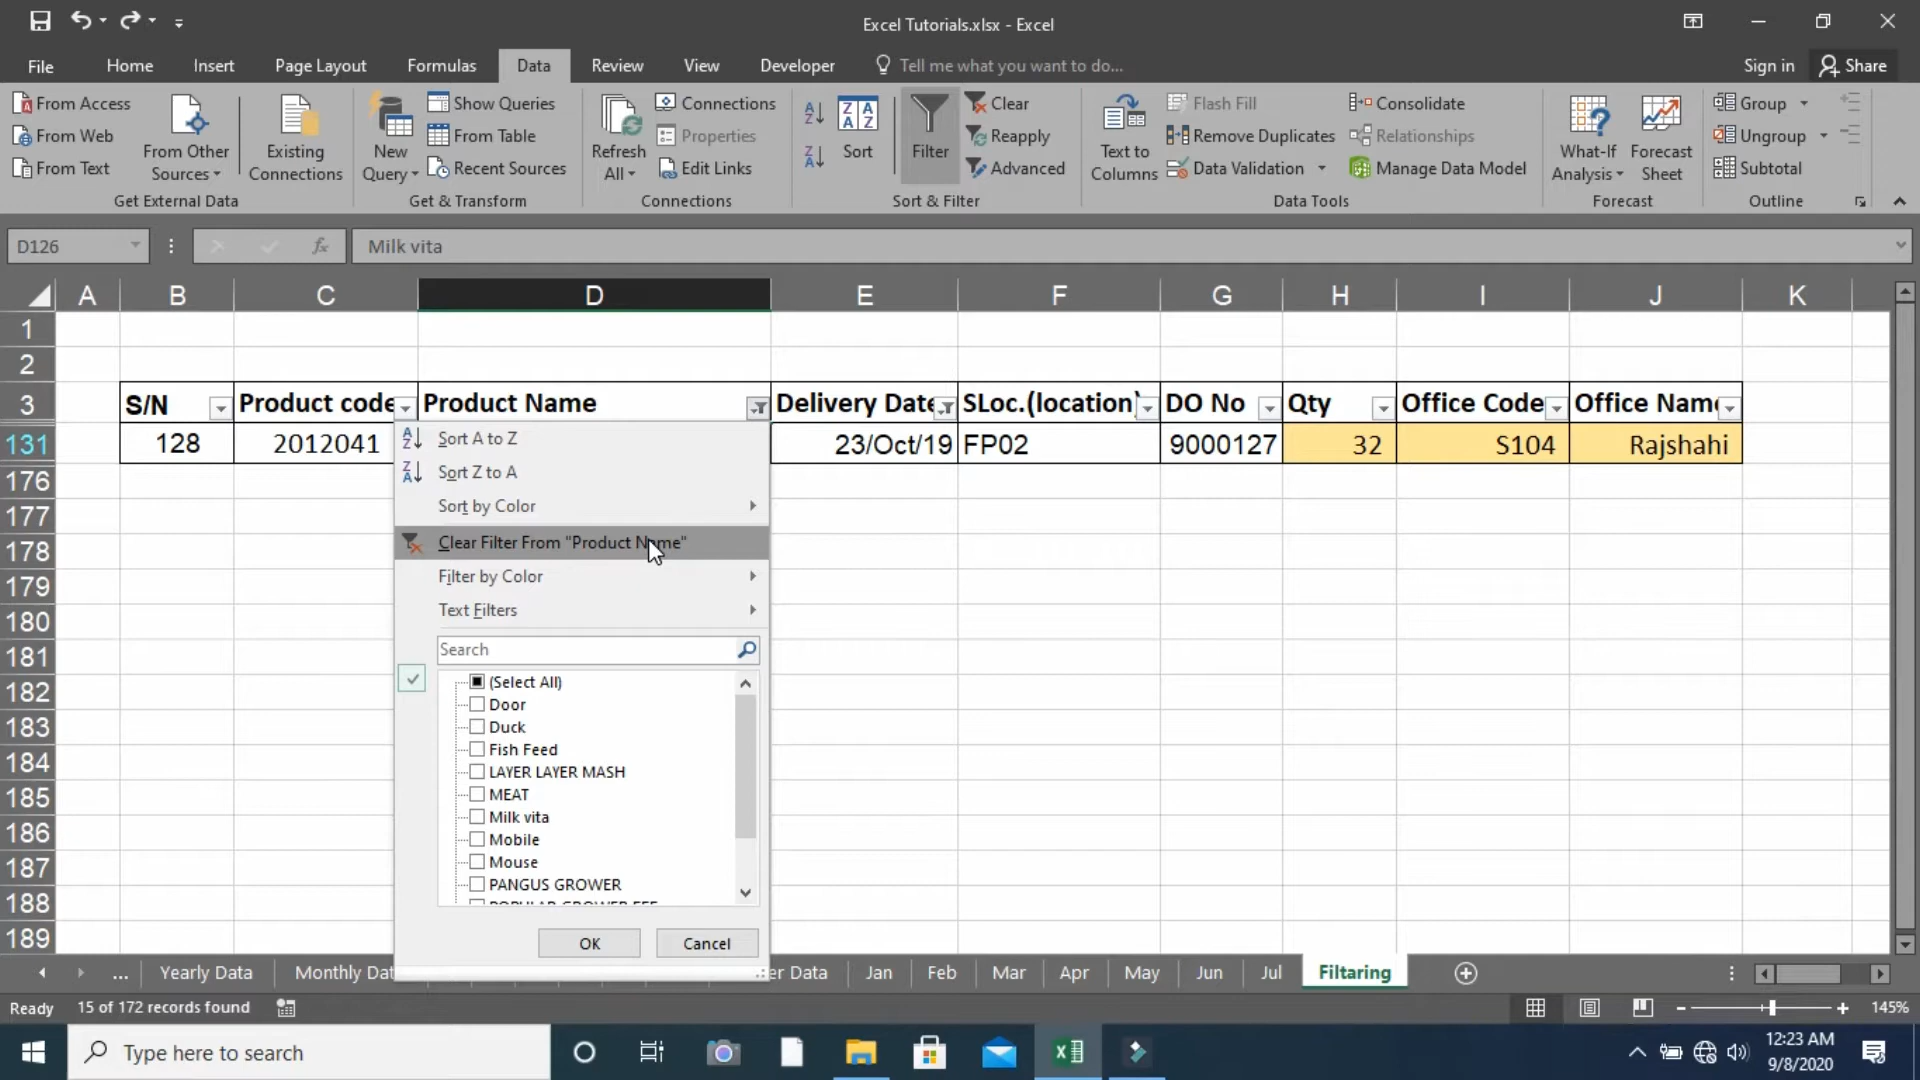 Excel Tutorials.xlsx - Excel
File Home Insert Page Layout Formulas Data Review View Developer Tell me what you want to do... Sign in Share
From Access
From Web
From Text
From Other Sources
Existing Connections
Get External Data
New Query
Show Queries
From Table
Recent Sources
Get & Transform
Refresh All
Connections
Properties
Edit Links
Connections
Sort
Filter
Clear
Reapply
Advanced
Sort & Filter
Text to Columns
Flash Fill
Remove Duplicates
Data Validation
Consolidate
Relationships
Manage Data Model
Data Tools
What-If Analysis
Forecast Sheet
Forecast
Group
Ungroup
Subtotal
Outline
D126 fx Milk vita
A B C D E F G H I J K
1
2
3 S/N Product code Product Name Delivery Date SLoc.(location) DO No Qty Office Code Office Nam
131 128 2012041 23/Oct/19 FP02 9000127 32 S104 Rajshahi
176
177
178
179
180
181
182
183
184
185
186
187
188
189
Sort A to Z
Sort Z to A
Sort by Color
Clear Filter From "Product Name"
Filter by Color
Text Filters
Search
(Select All)
Door
Duck
Fish Feed
LAYER LAYER MASH
MEAT
Milk vita
Mobile
Mouse
PANGUS GROWER
OK Cancel
... Yearly Data Monthly Dat er Data Jan Feb Mar Apr May Jun Jul Filtaring
Ready 15 of 172 records found 145%
Type here to search
12:23 AM
9/8/2020